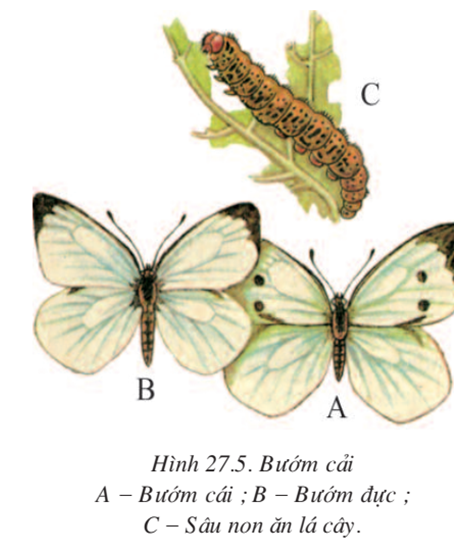 C
B
A
Hình 27.5. Bướm cải
A – Bướm cái ; B – Bướm đực ;
C – Sâu non ăn lá cây.